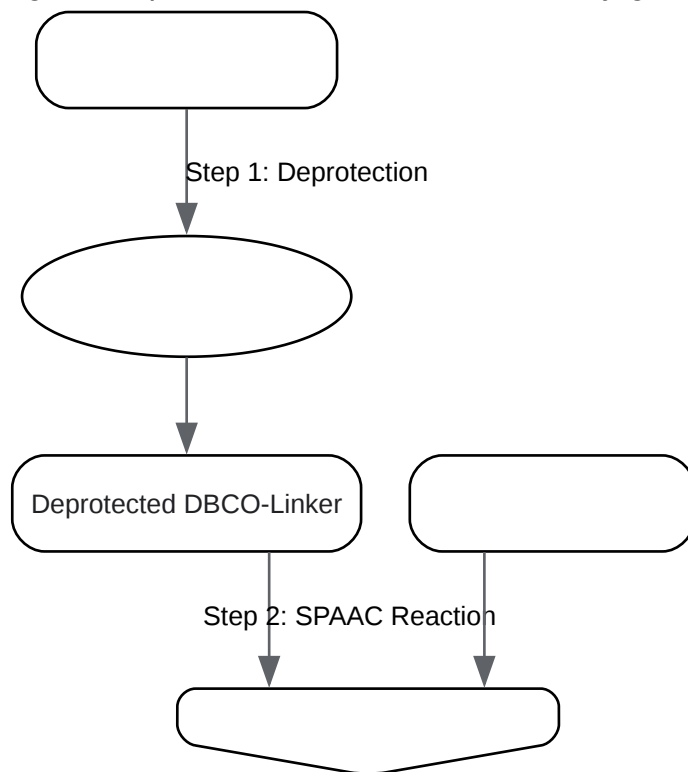 Step 1: Deprotection
Deprotected DBCO-Linker
Step 2: SPAAC Reaction